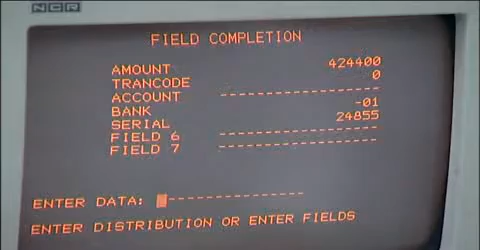 NCR
FIELD COMPLETION
AMOUNT 424400
TRANCODE 0
ACCOUNT ---------------
BANK -01
SERIAL 24855
FIELD 6 ---------------
FIELD 7 ---------------
ENTER DATA: ---------------
ENTER DISTRIBUTION OR ENTER FIELDS